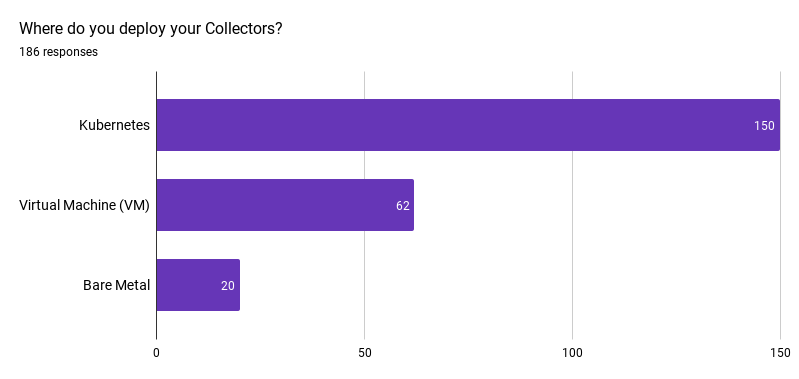 Where do you deploy your Collectors?
186 responses
Kubernetes
150
Virtual Machine (VM)
62
Bare Metal
20
0 50 100 150